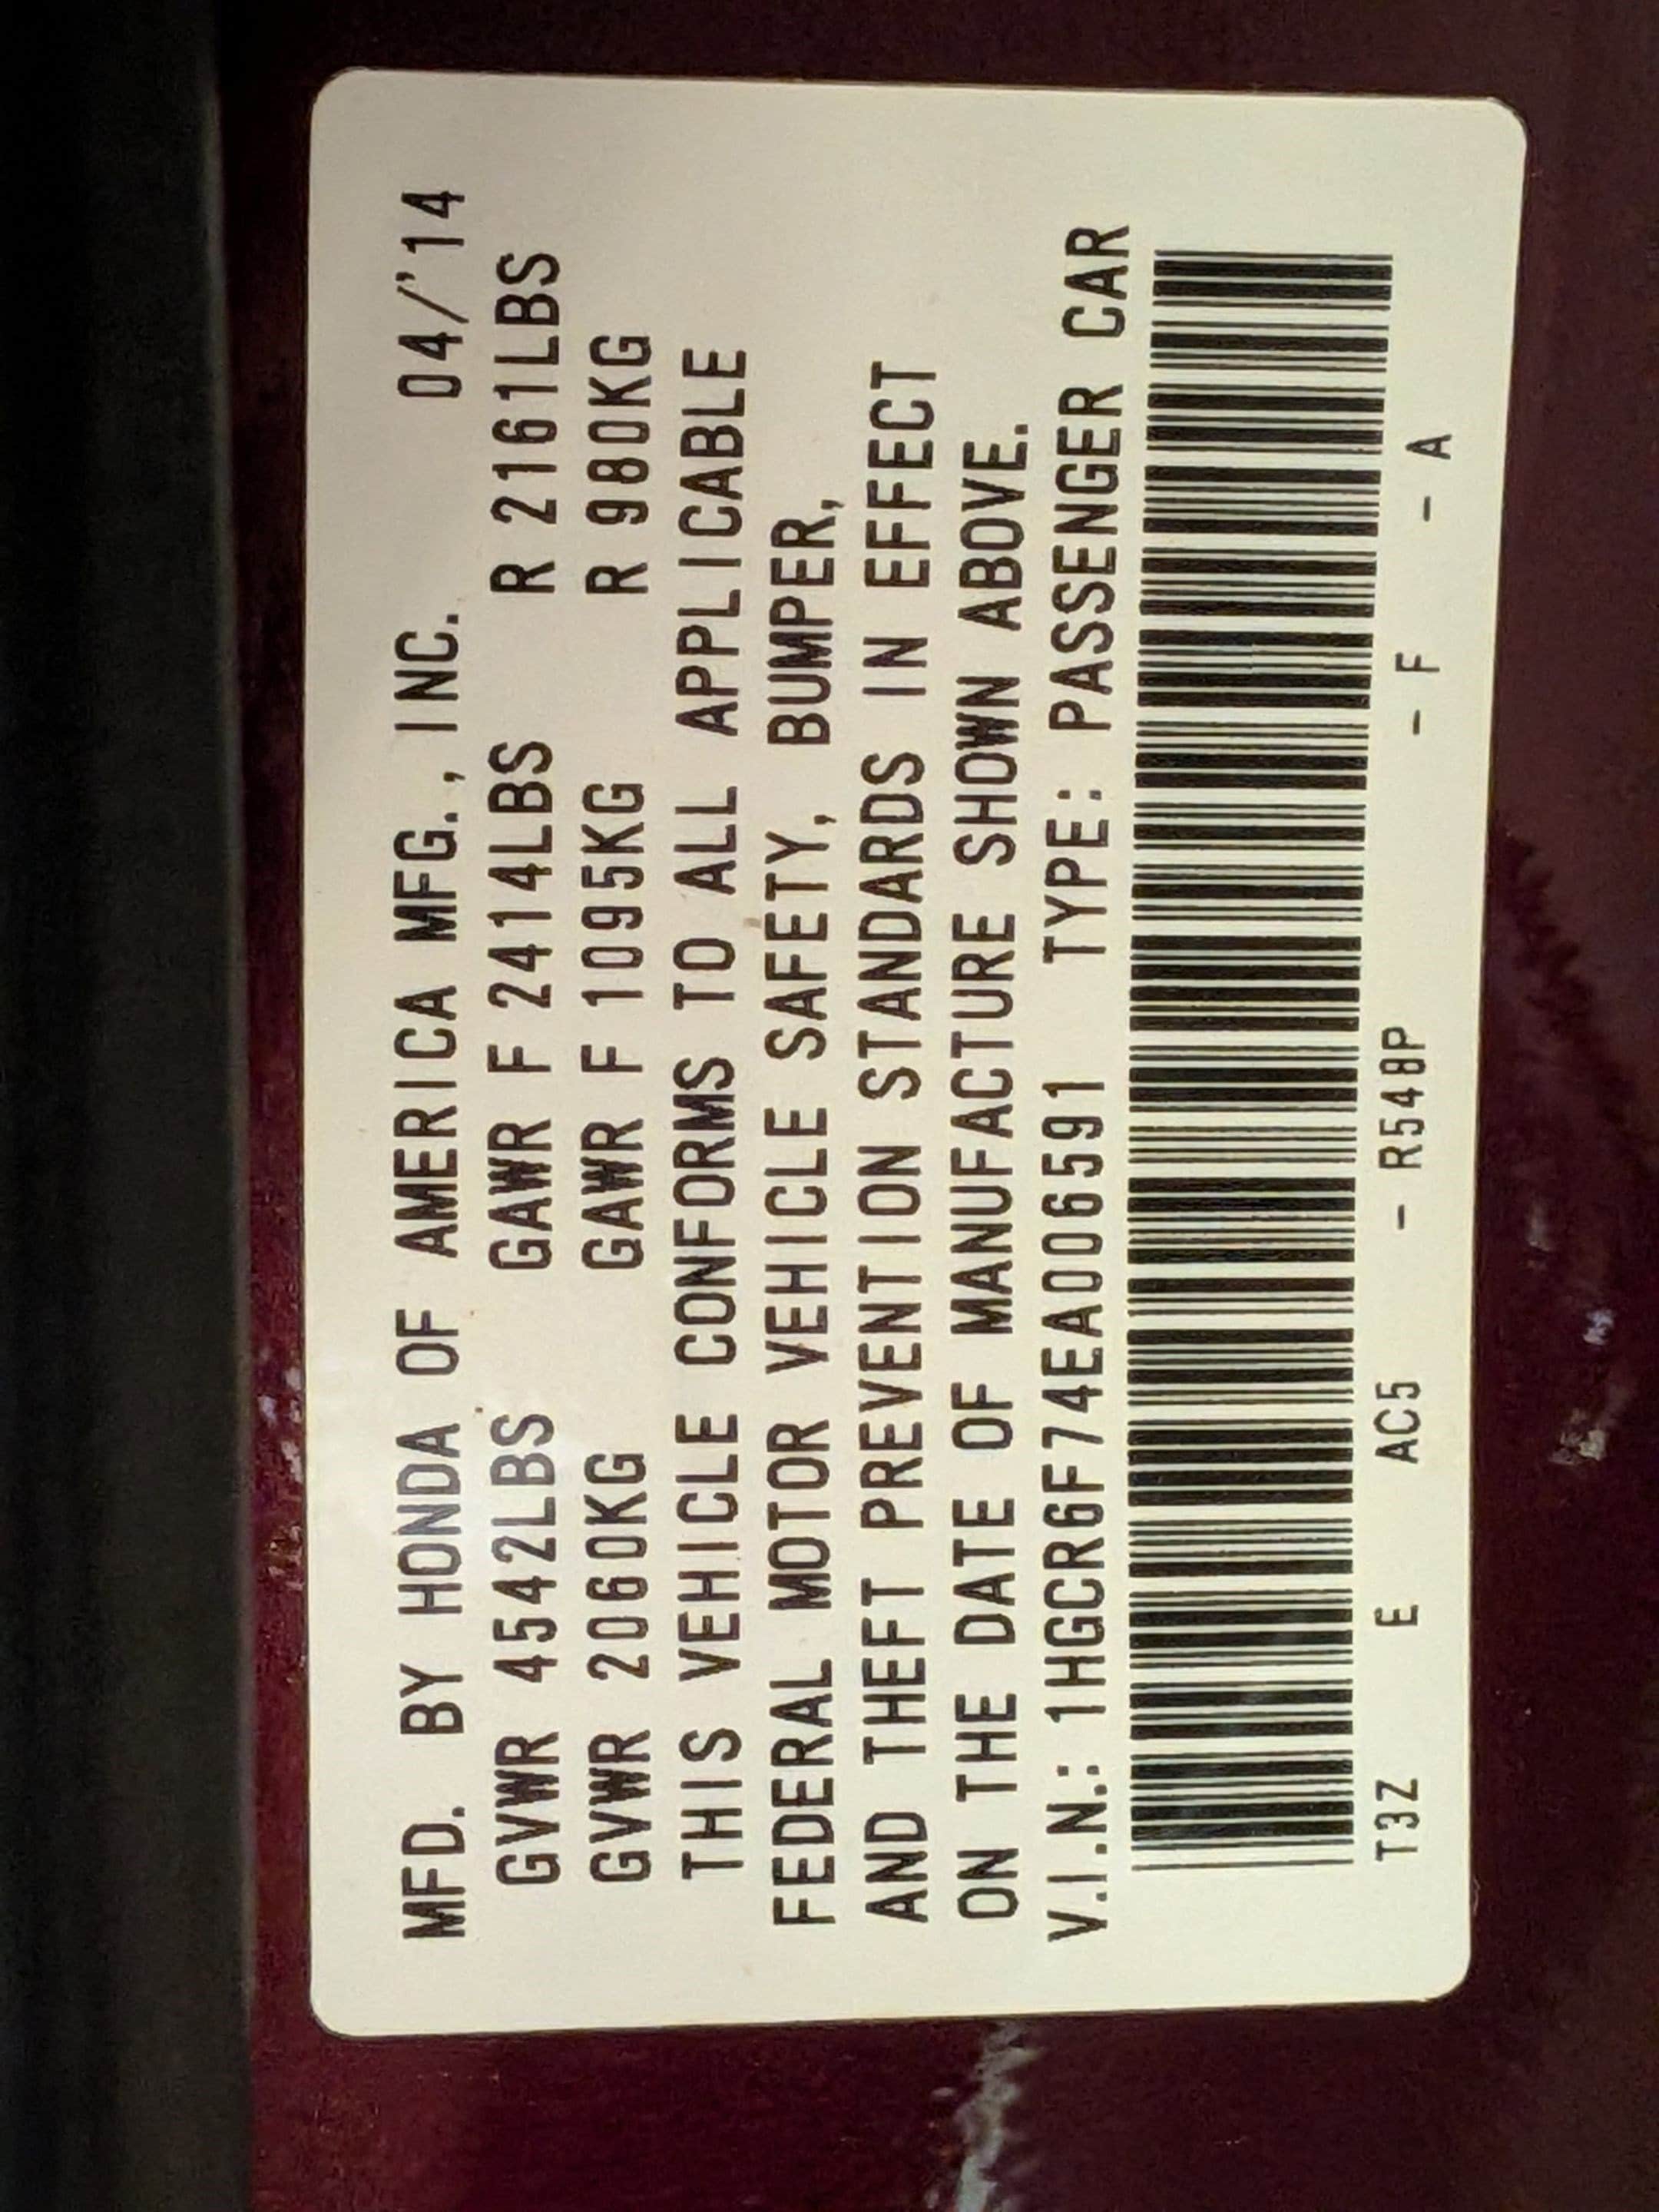 MFD. BY HONDA OF AMERICA MFG., INC. 04/'14
GVWR 4542LBS GAWR F 2414LBS R 2161LBS
GVWR 2060KG GAWR F 1095KG R 980KG
THIS VEHICLE CONFORMS TO ALL APPLICABLE
FEDERAL MOTOR VEHICLE SAFETY, BUMPER,
AND THEFT PREVENTION STANDARDS IN EFFECT
ON THE DATE OF MANUFACTURE SHOWN ABOVE.
V.I.N.: 1HGCR6F74EA006591 TYPE: PASSENGER CAR
T3Z E AC5 - R548P - F - A